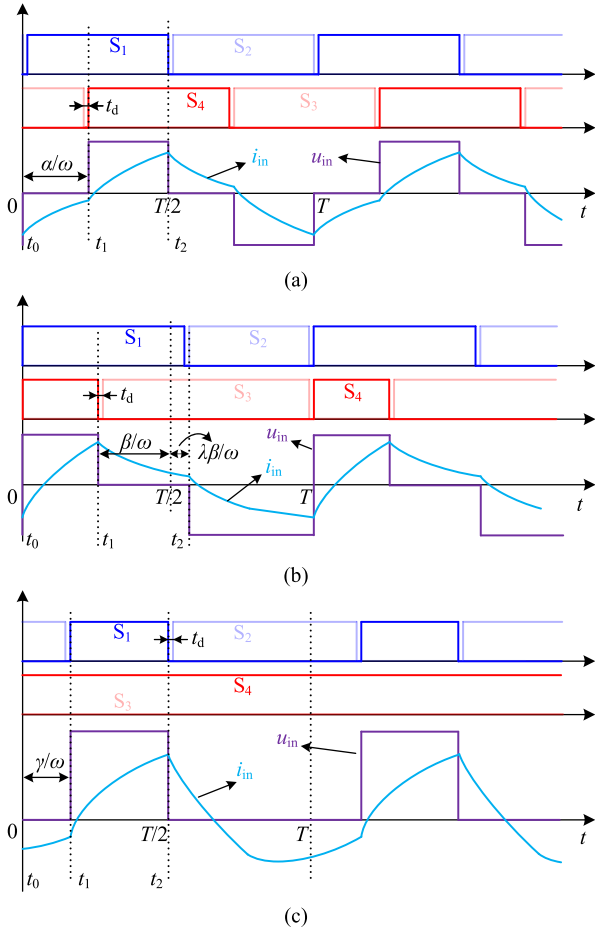 S1 S2
td S4 S3
α/ω iin uin
0 T/2 T t
t0 t1 t2
(a)
S1 S2
td S3 S4
β/ω λβ/ω uin iin
0 T/2 T t
t0 t1 t2
(b)
S1 td S2
S4
S3
uin
γ/ω iin
0 T/2 T t
t0 t1 t2
(c)